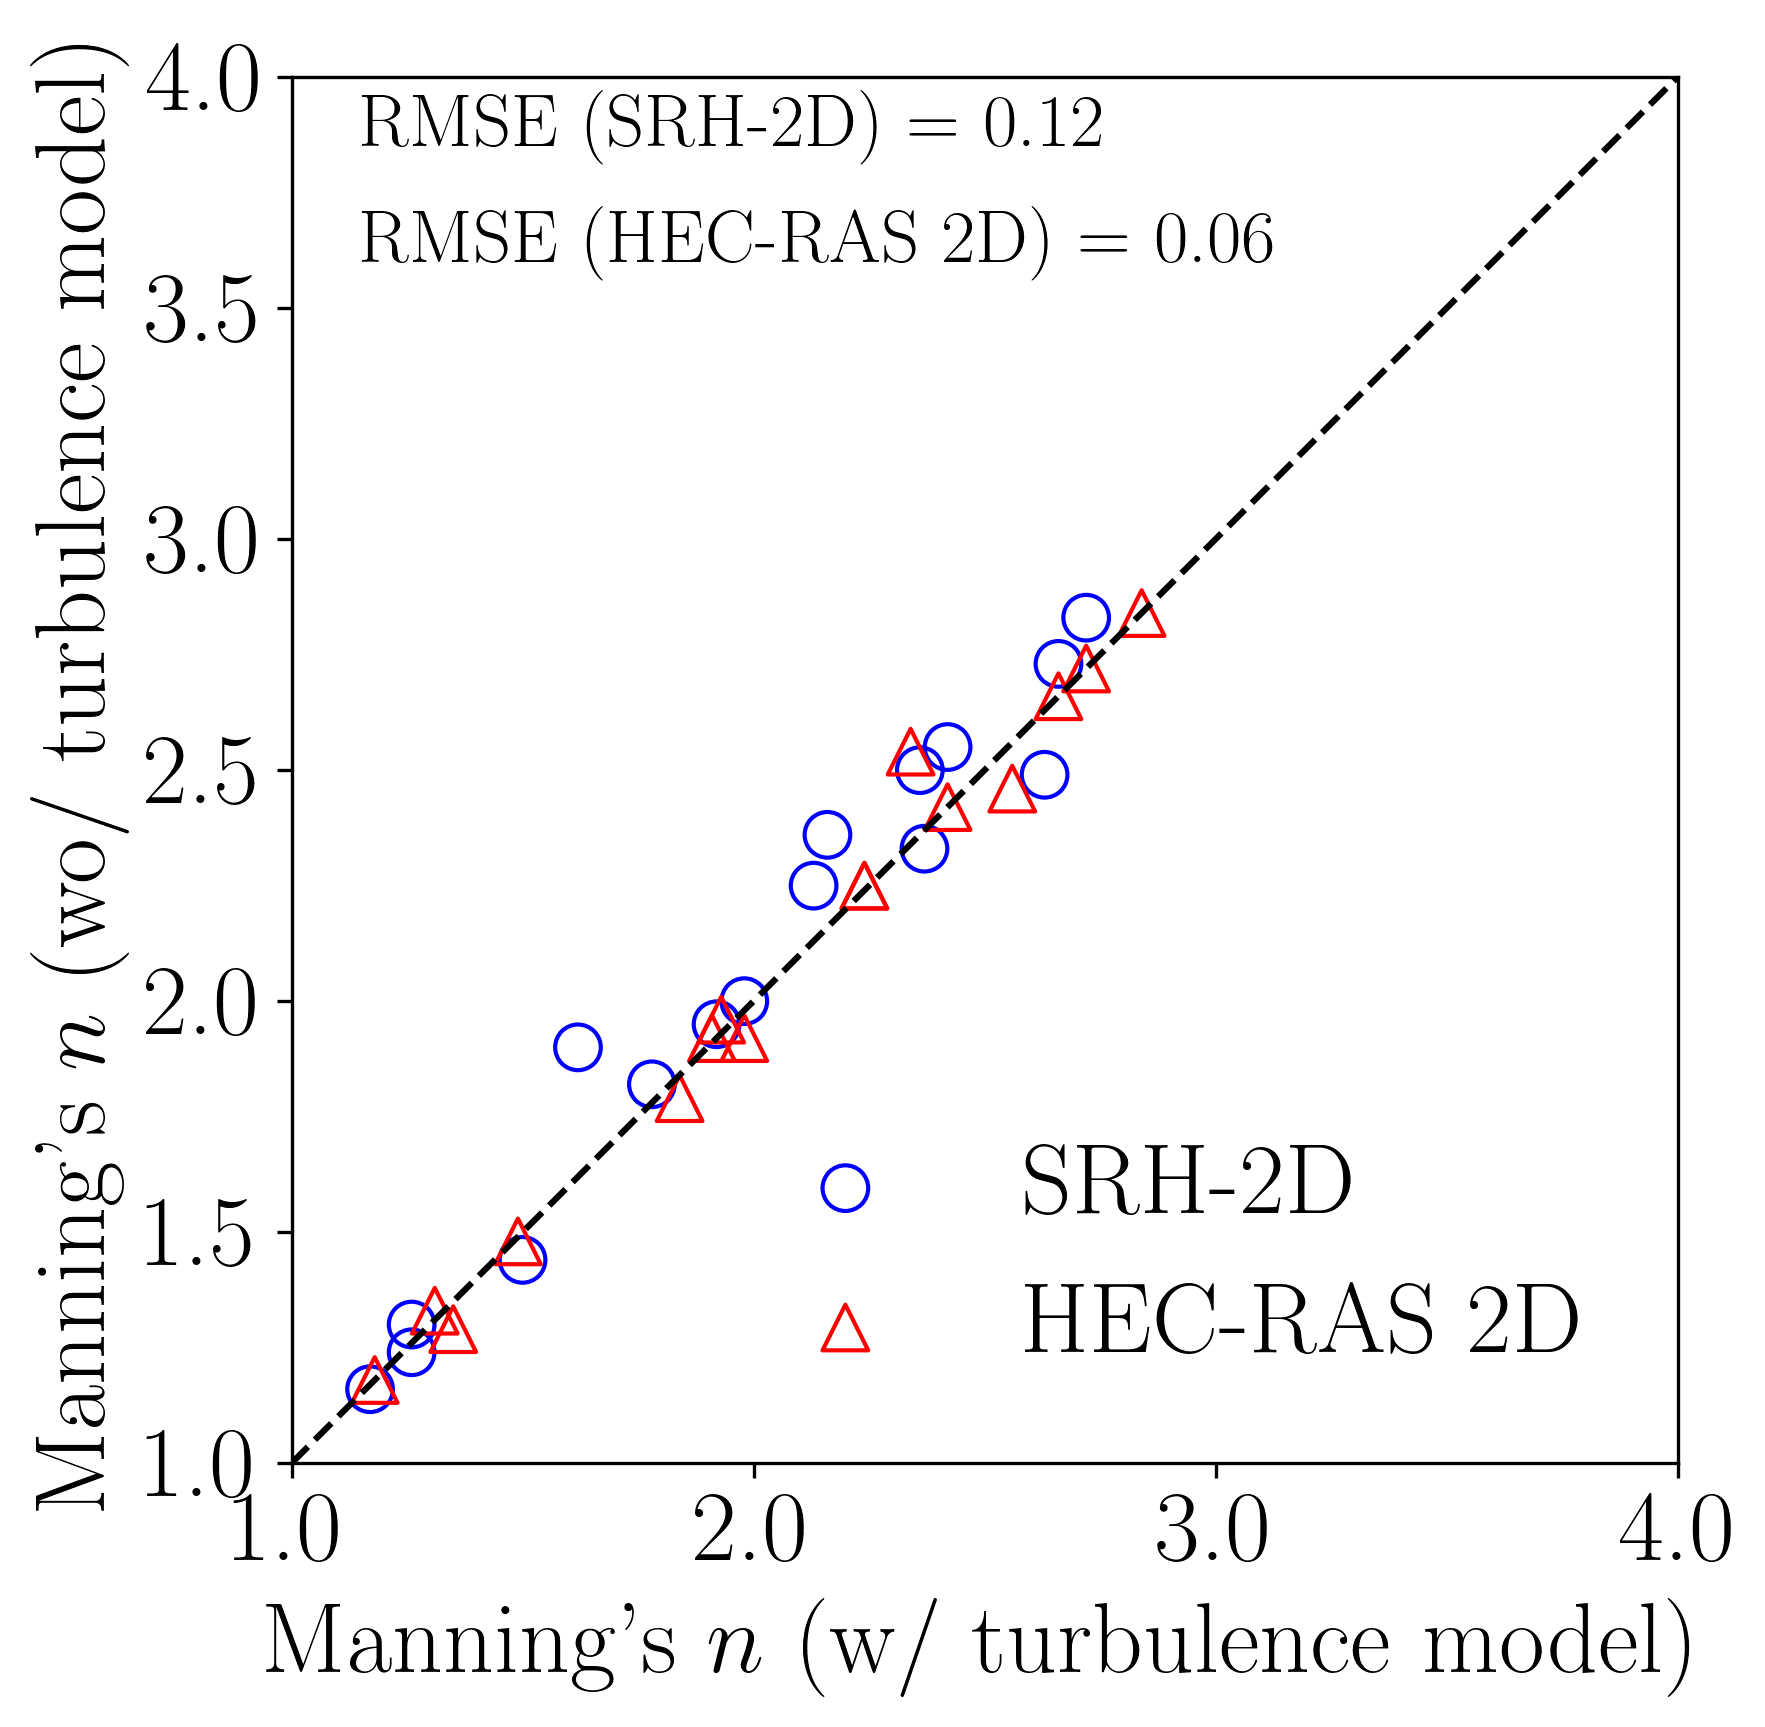 RMSE (SRH-2D) = 0.12
RMSE (HEC-RAS 2D) = 0.06
4.0
3.5
3.0
2.5
2.0
1.5
1.0
Manning's n (wo/ turbulence model)
SRH-2D
HEC-RAS 2D
1.0 2.0 3.0 4.0
Manning's n (w/ turbulence model)